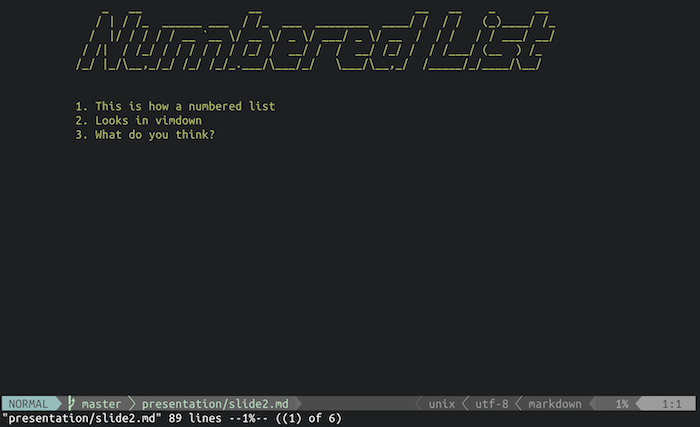 Numbered List
1. This is how a numbered list
2. Looks in vimdown
3. What do you think?
NORMAL master presentation/slide2.md unix utf-8 markdown 1% 1:1
"presentation/slide2.md" 89 lines --1%-- ((1) of 6)